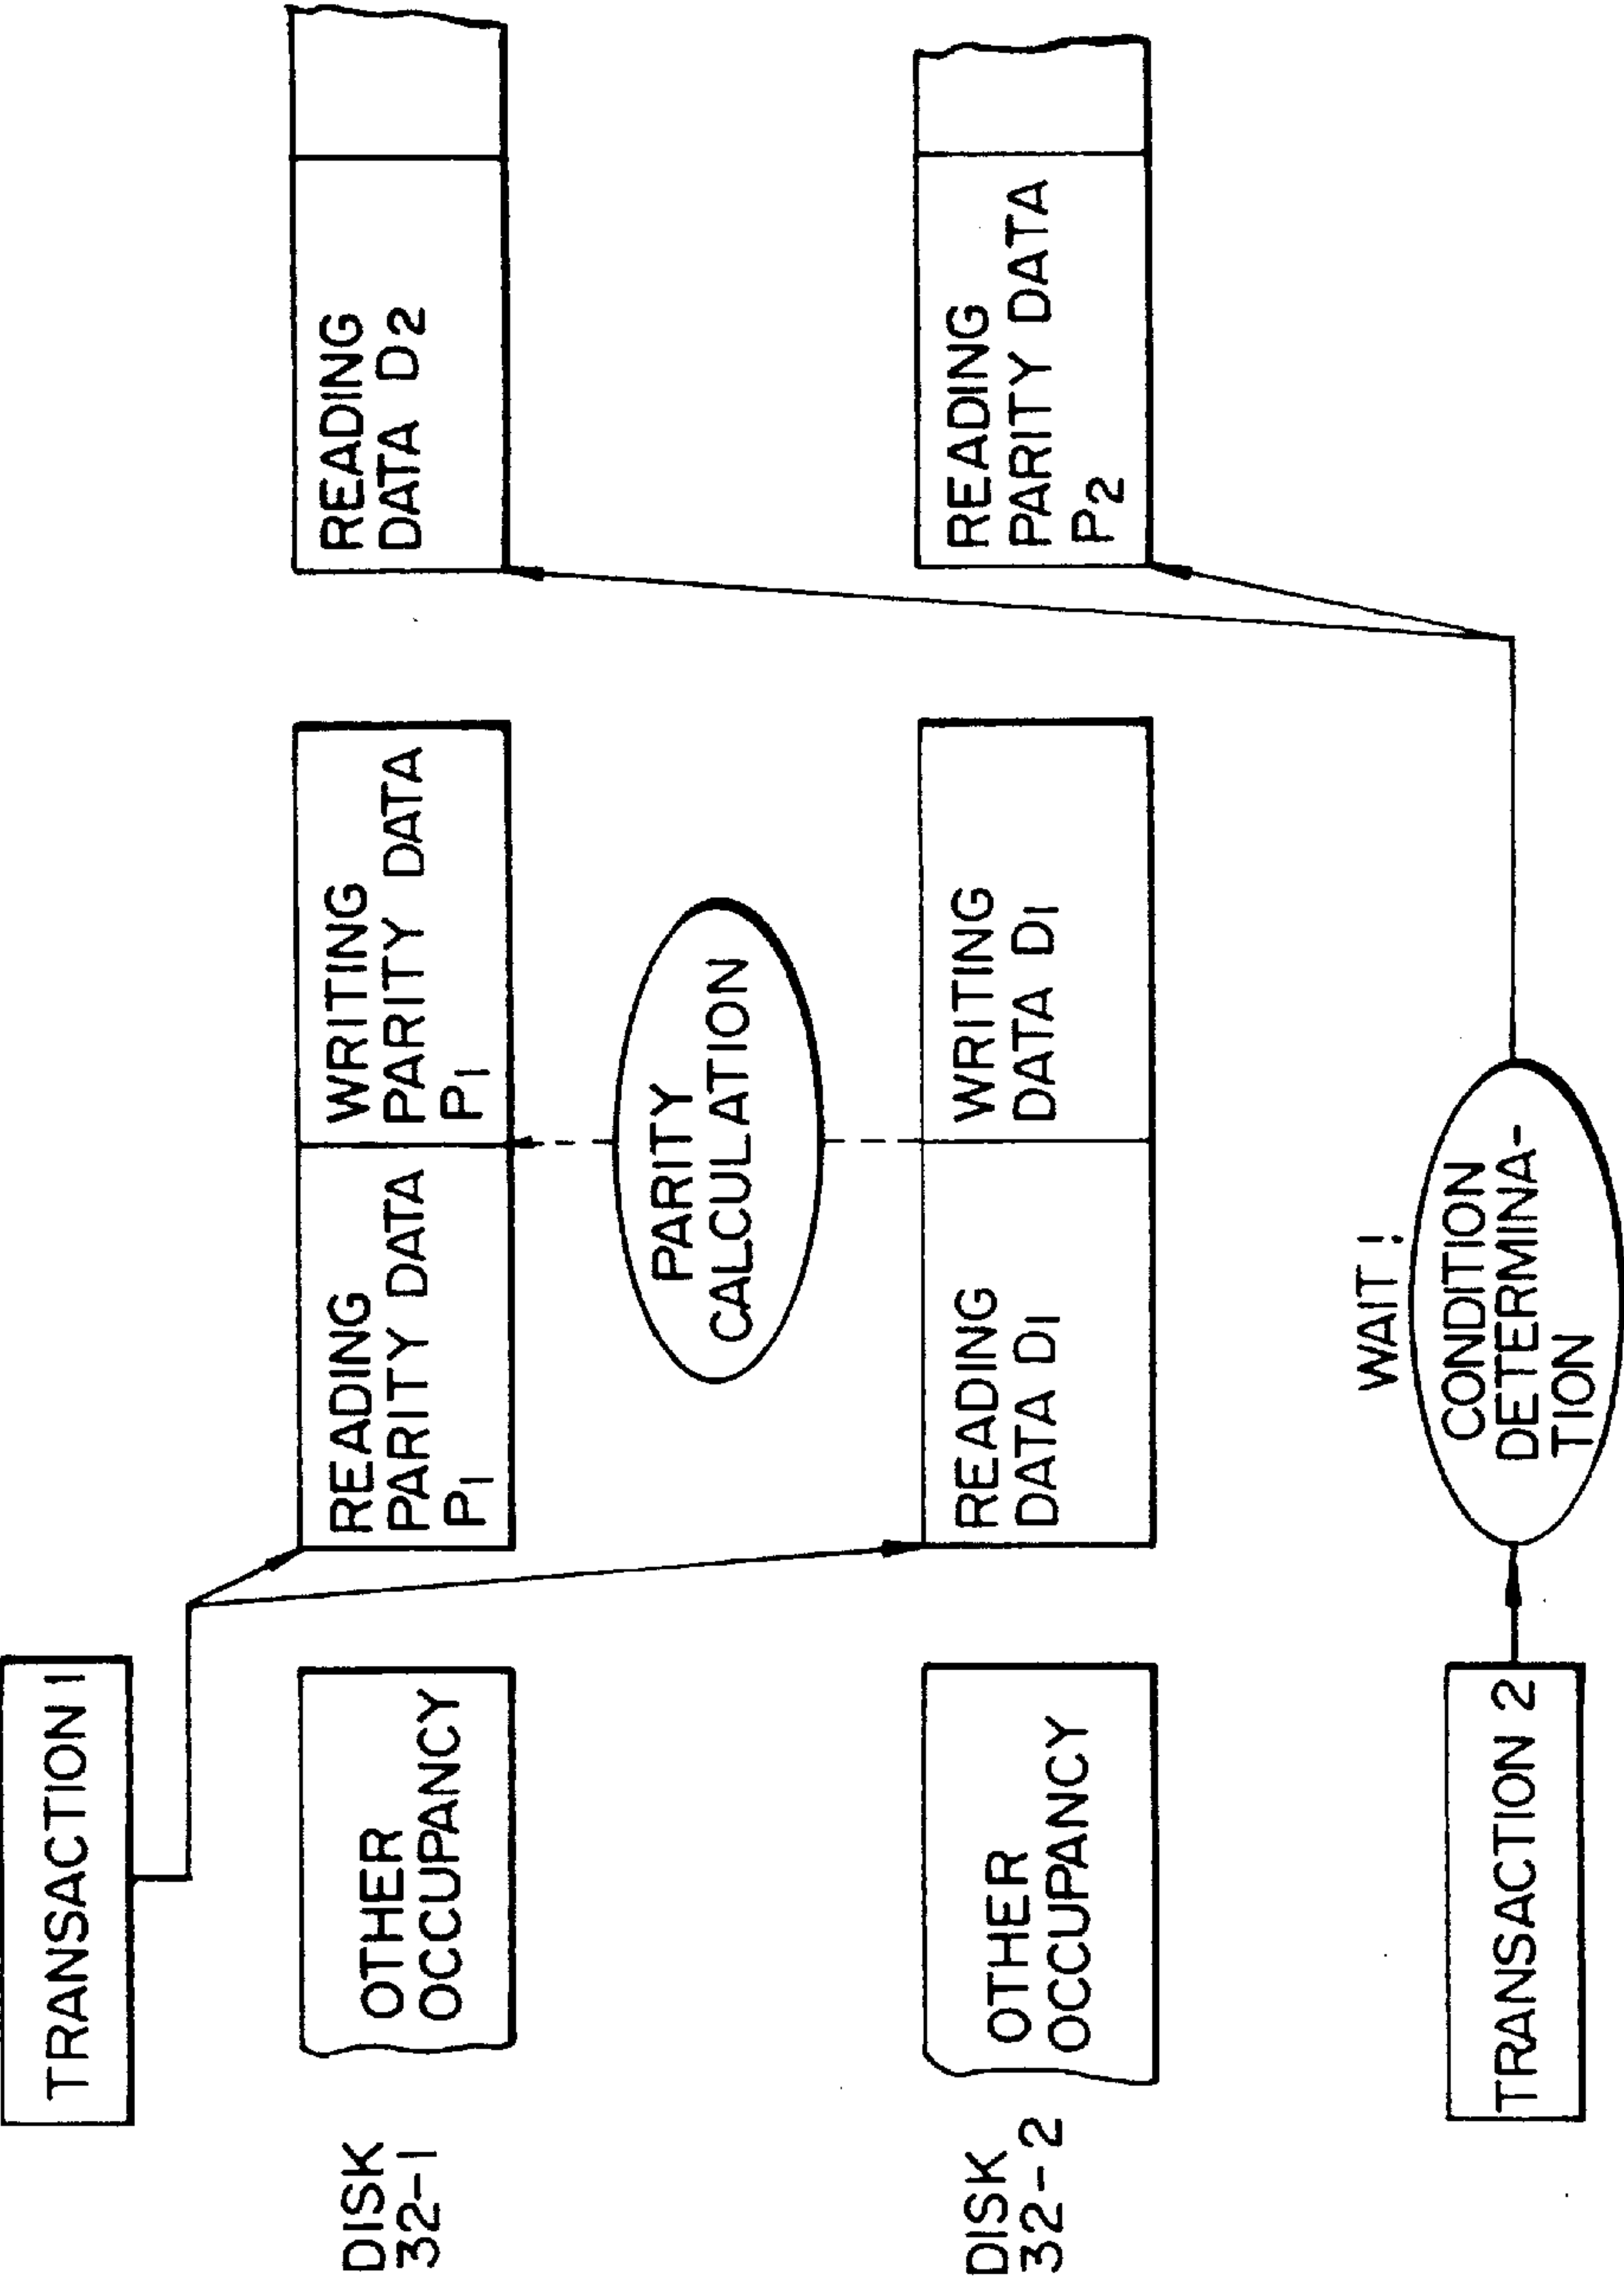 TRANSACTION 1
DISK
32-1
OTHER
OCCUPANCY
READING
PARITY DATA
P1
WRITING
PARITY DATA
P1
READING
DATA D2
PARITY
CALCULATION
DISK
32-2
OTHER
OCCUPANCY
READING
DATA D1
WRITING
DATA D1
READING
PARITY DATA
P2
TRANSACTION 2
WAIT !
CONDITION
DETERMINA-
TION